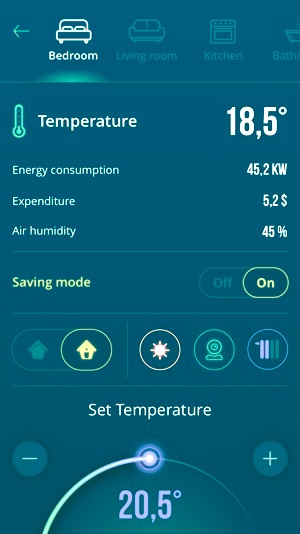 Bedroom
Living room
Kitchen
Temperature 18,5°
Energy consumption 45,2 KW
Expenditure 5,2 $
Air humidity 45 %
Saving mode Off On
Set Temperature
20,5°